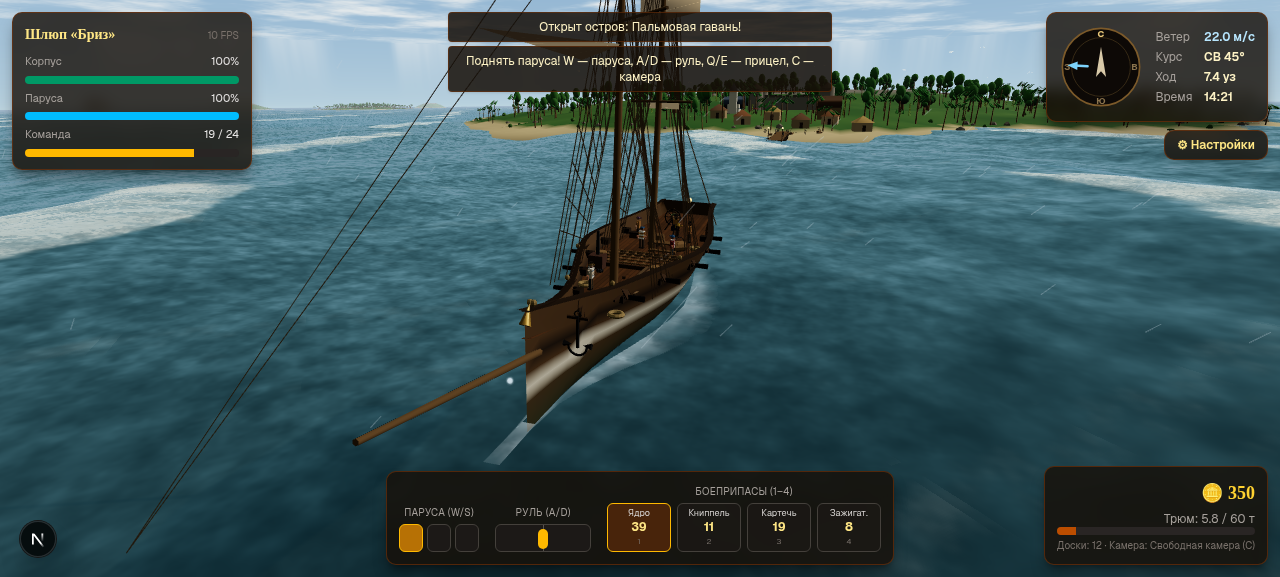 Шлюп «Бриз»
10 FPS
Корпус 100%
Паруса 100%
Команда 19 / 24
Открыт остров: Пальмовая гавань!
Поднять паруса! W — паруса, A/D — руль, Q/E — прицел, C —
камера
С
З В
Ю
Ветер 22.0 м/с
Курс СВ 45°
Ход 7.4 уз
Время 14:21
⚙ Настройки
ПАРУСА (W/S)
РУЛЬ (A/D)
БОЕПРИПАСЫ (1–4)
Ядро
39
1
Книппель
11
2
Картечь
19
3
Зажигат.
8
4
350
Трюм: 5.8 / 60 т
Доски: 12 · Камера: Свободная камера (C)
N